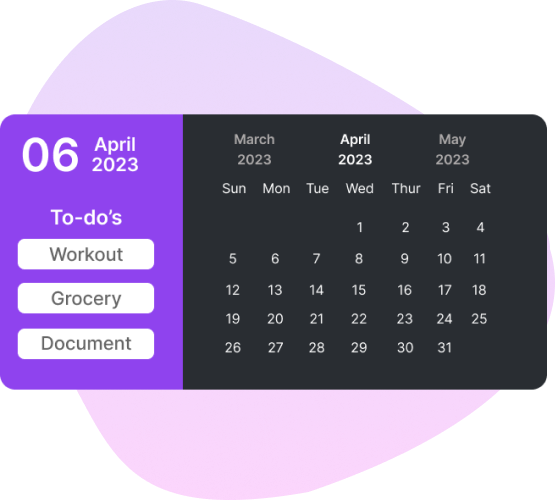 06
April
2023
To-do’s
Workout
Grocery
Document
March April May
2023 2023 2023
Sun Mon Tue Wed Thur Fri Sat
1 2 3 4
5 6 7 8 9 10 11
12 13 14 15 16 17 18
19 20 21 22 23 24 25
26 27 28 29 30 31